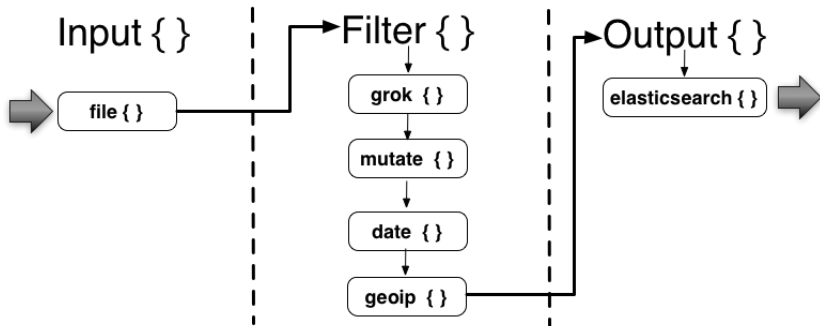 Input { }
file { }
Filter { }
grok { }
mutate { }
date { }
geoip { }
Output { }
elasticsearch { }